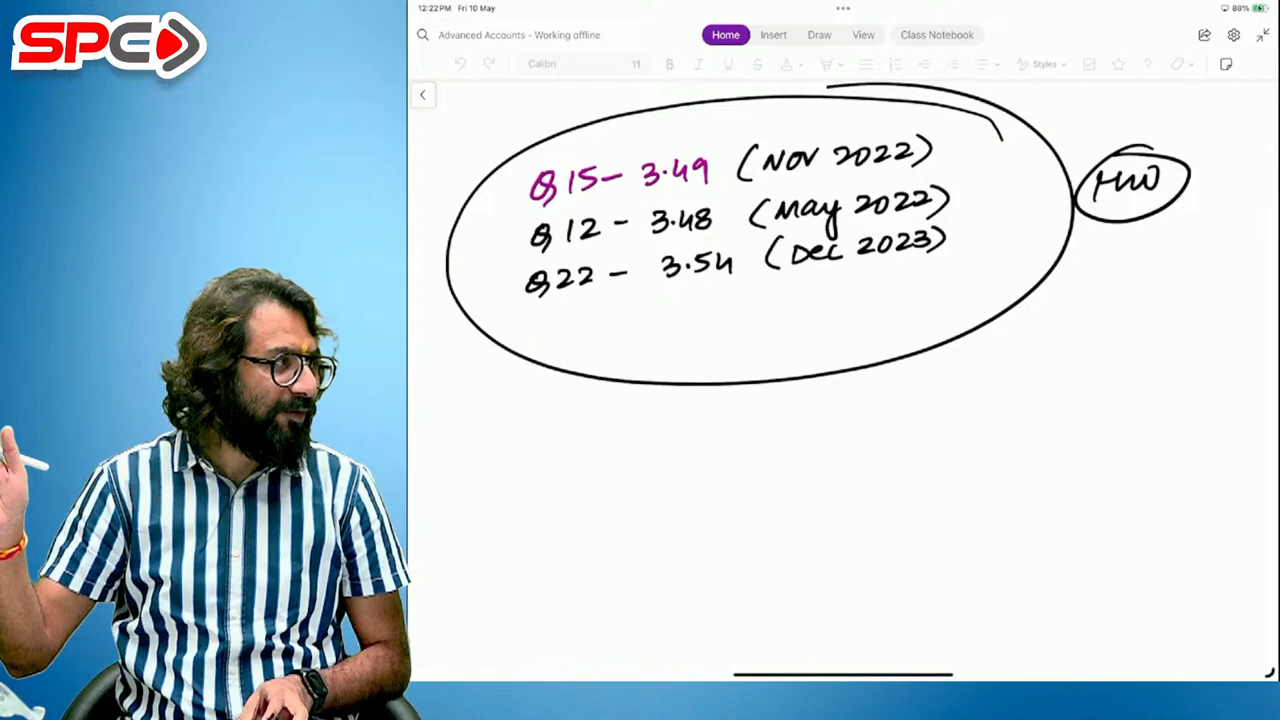 SPC
12:22 PM Fri 10 May
88%
Advanced Accounts - Working offline
Home Insert Draw View Class Notebook
Calibri 11
B I U S A Styles
Q15 - 3.49 (Nov 2022)
Q12 - 3.48 (May 2022)
Q22 - 3.54 (Dec 2023)
HW